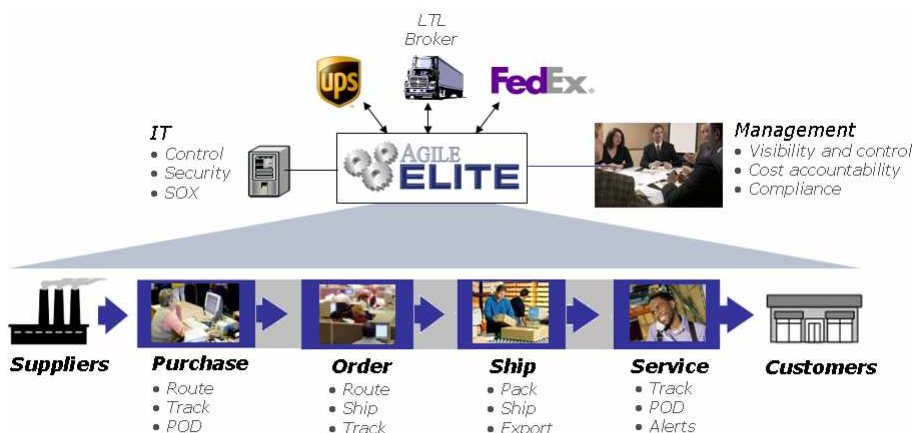 LTL
Broker
ups
FedEx®
IT
• Control
• Security
• SOX
AGILE
ELITE
Management
• Visibility and control
• Cost accountability
• Compliance
Suppliers
Purchase
• Route
• Track
• POD
Order
• Route
• Ship
• Track
Ship
• Pack
• Ship
• Export
Service
• Track
• POD
• Alerts
Customers